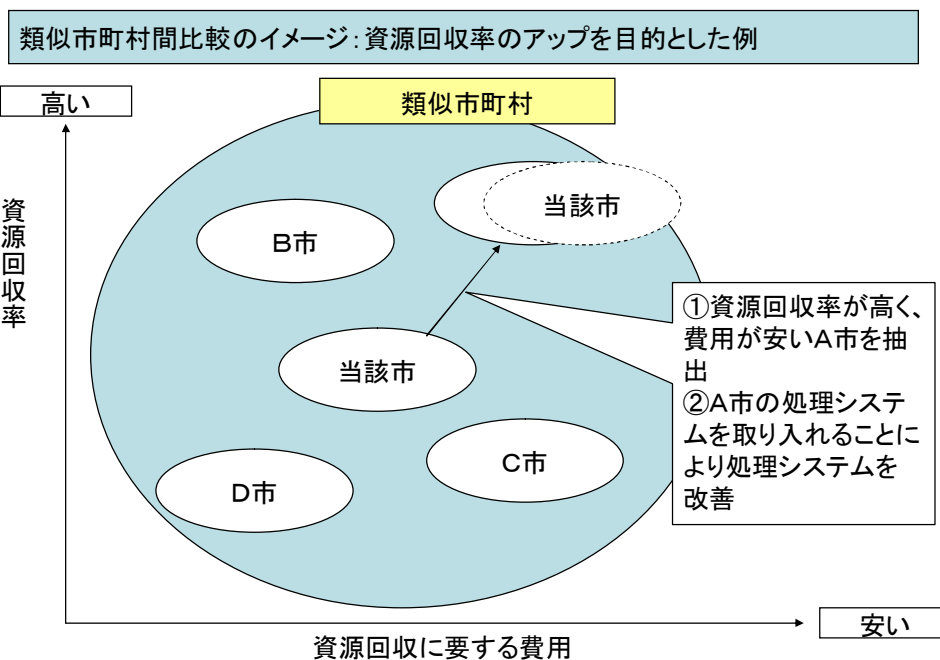 類似市町村間比較のイメージ：資源回収率のアップを目的とした例
高い
類似市町村
資源回収率
当該市
B市
当該市
①資源回収率が高く、
費用が安いA市を抽
出
②A市の処理システ
ムを取り入れることに
より処理システムを
改善
C市
D市
安い
資源回収に要する費用